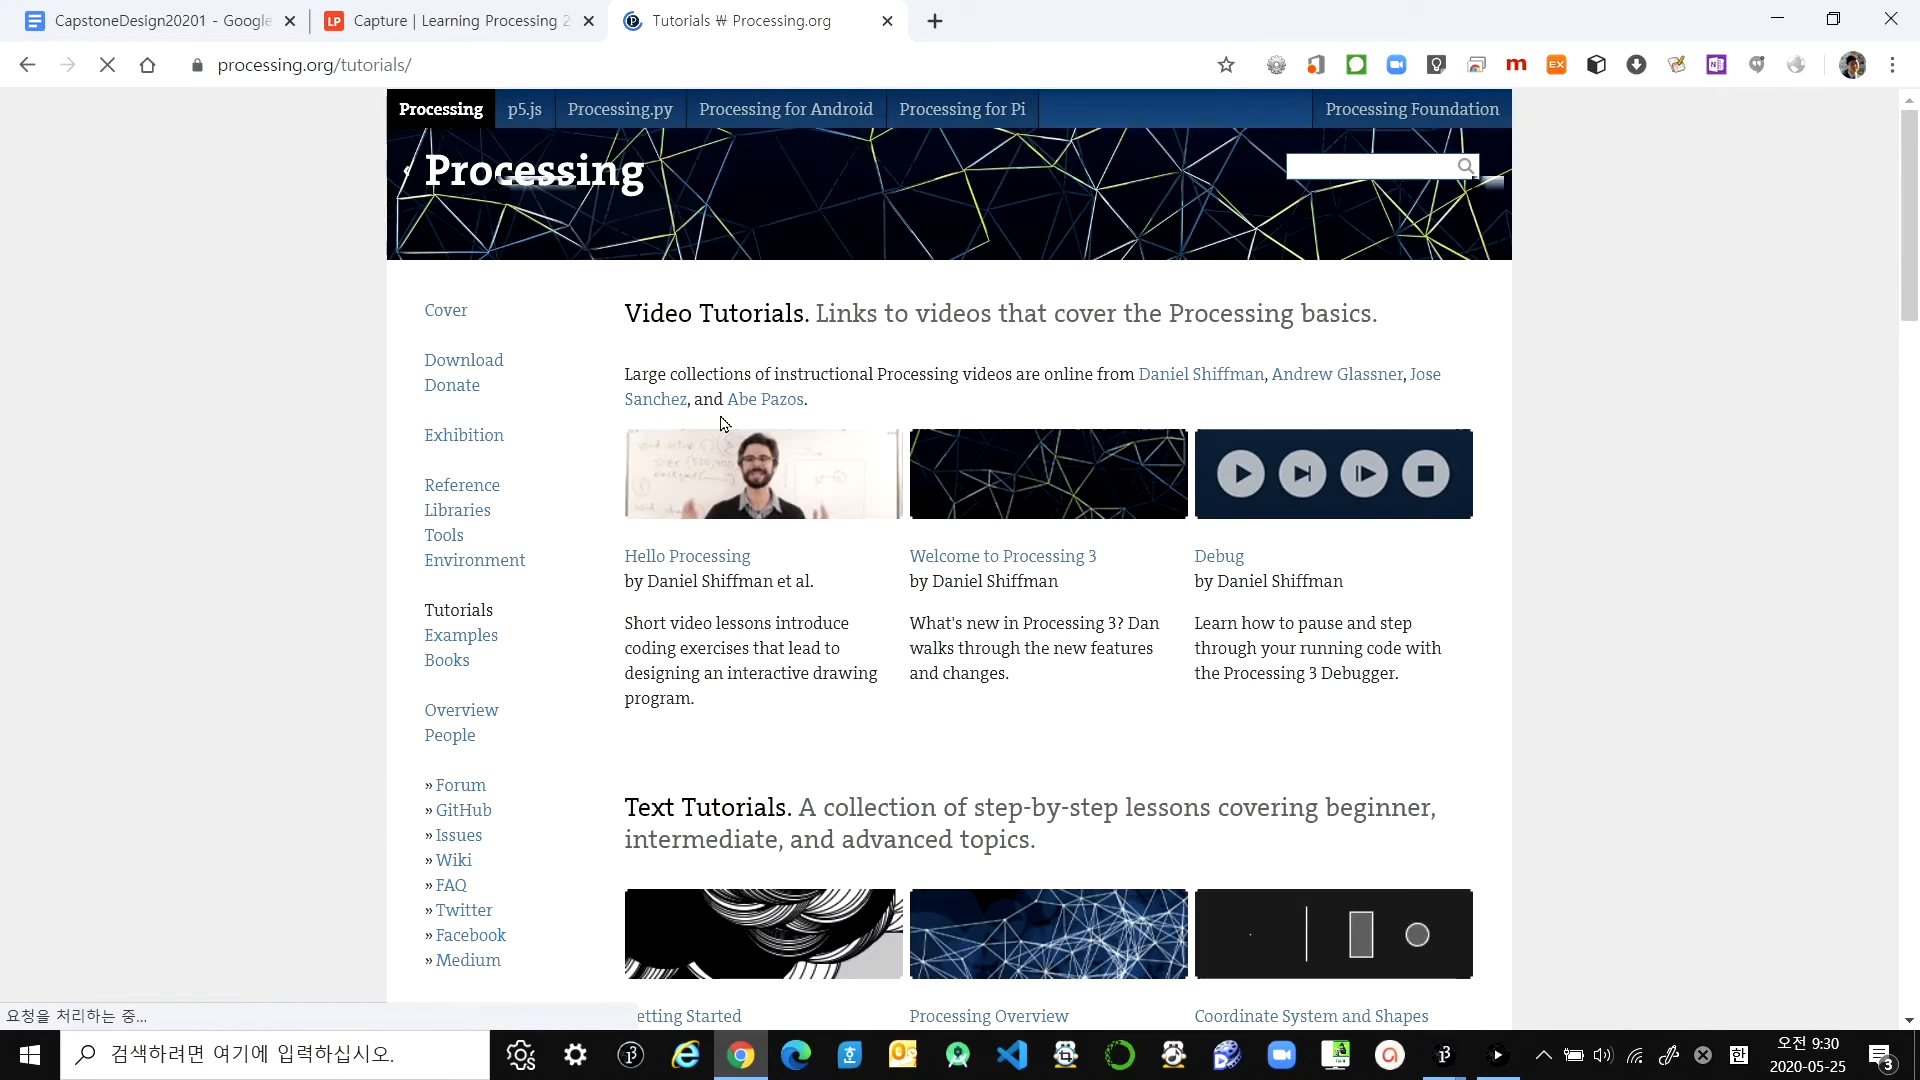 CapstoneDesign20201 - Google
Capture | Learning Processing 2
Tutorials ₩ Processing.org
processing.org/tutorials/
Processing
p5.js
Processing.py
Processing for Android
Processing for Pi
Processing Foundation
Processing
Cover
Download
Donate
Exhibition
Reference
Libraries
Tools
Environment
Tutorials
Examples
Books
Overview
People
» Forum
» GitHub
» Issues
» Wiki
» FAQ
» Twitter
» Facebook
» Medium
Video Tutorials. Links to videos that cover the Processing basics.
Large collections of instructional Processing videos are online from Daniel Shiffman, Andrew Glassner, Jose
Sanchez, and Abe Pazos.
Hello Processing
by Daniel Shiffman et al.
Short video lessons introduce
coding exercises that lead to
designing an interactive drawing
program.
Welcome to Processing 3
by Daniel Shiffman
What's new in Processing 3? Dan
walks through the new features
and changes.
Debug
by Daniel Shiffman
Learn how to pause and step
through your running code with
the Processing 3 Debugger.
Text Tutorials. A collection of step-by-step lessons covering beginner,
intermediate, and advanced topics.
etting Started
Processing Overview
Coordinate System and Shapes
요청을 처리하는 중...
검색하려면 여기에 입력하십시오.
한
오전 9:30
2020-05-25
3